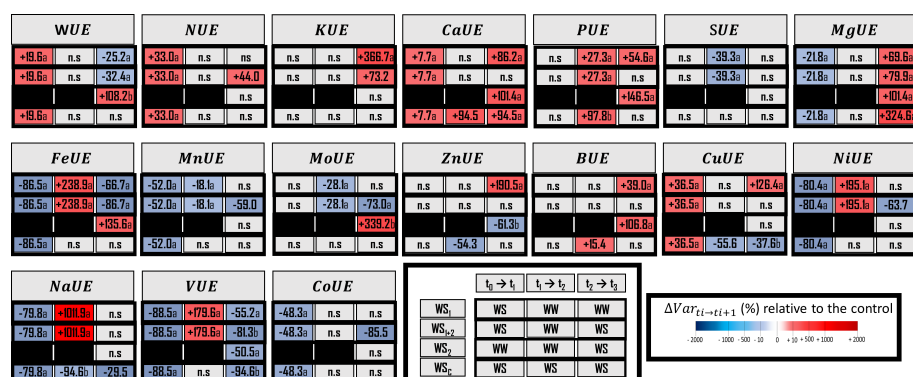 WUE NUE KUE CaUE PUE SUE MgUE
+19.6a n.s -25.2a +33.0a n.s ns n.s n.s +366.7a +7.7a n.s +86.2a n.s +27.3a +54.6a n.s -39.3a n.s -21.8a n.s +69.6a
+19.6a n.s -32.4a +33.0a n.s +44.0 n.s n.s +73.2 +7.7a n.s n.s n.s +27.3a n.s n.s -39.3a n.s -21.8a n.s +79.9a
+108.2b n.s n.s +101.4a +146.5a n.s +101.4a
+19.6a n.s n.s +33.0a n.s n.s n.s n.s n.s +7.7a +94.5 +94.5a n.s +97.8b n.s n.s n.s n.s -21.8a n.s +324.6
FeUE MnUE MoUE ZnUE BUE CuUE NiUE
-86.5a +238.9a -66.7a -52.0a -18.1a n.s n.s -28.1a n.s n.s n.s +190.5a n.s n.s +39.0a +36.5a n.s +126.4a -80.4a +195.1a n.s
-86.5a +238.9a -86.7a -52.0a -18.1a -59.0 n.s -28.1a -73.0a n.s n.s n.s n.s n.s n.s +36.5a n.s n.s -80.4a +195.1a -63.7
+135.6a n.s +339.2b -61.3b +106.8a n.s n.s
-86.5a n.s n.s -52.0a n.s n.s n.s n.s n.s n.s -54.3 n.s n.s +15.4 n.s +36.5a -55.6 -37.6b -80.4a n.s n.s
NaUE VUE CoUE t0 → t1 t1 → t2 t2 → t3
-79.8a +1011.9a n.s -88.5a +179.6a -55.2a -48.3a n.s n.s WS1 WS WW WW
-79.8a +1011.9a n.s -88.5a +179.6a -81.3b -48.3a n.s -85.5 WS1+2 WS WW WS
n.s -50.5a n.s WS2 WW WW WS
-79.8a -94.6b -29.5 -88.5a n.s -94.6b -48.3a n.s n.s WSC WS WS WS
ΔVar ti→ti+1 (%) relative to the control
-2000 -1000 -500 -10 0 +10 +500 +1000 +2000